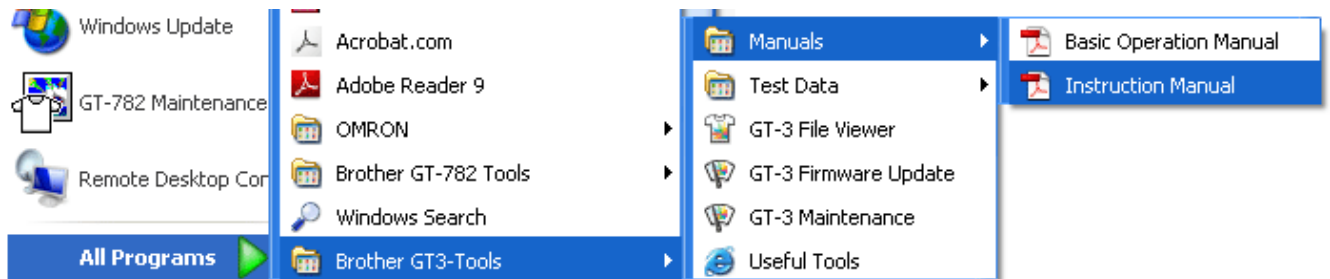 Windows Update
GT-782 Maintenance
Remote Desktop Con
All Programs
Acrobat.com
Adobe Reader 9
OMRON
Brother GT-782 Tools
Windows Search
Brother GT3-Tools
Manuals
Test Data
GT-3 File Viewer
GT-3 Firmware Update
GT-3 Maintenance
Useful Tools
Basic Operation Manual
Instruction Manual